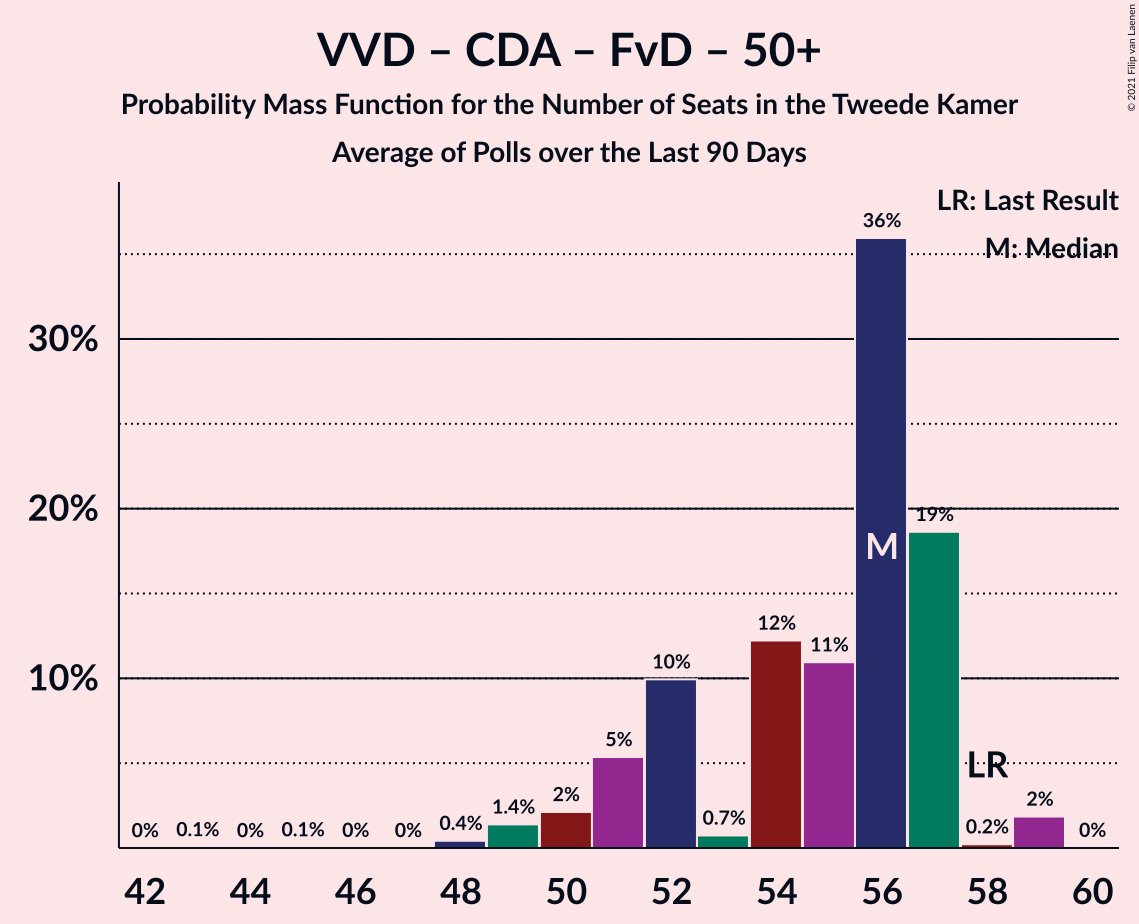 VVD – CDA – FvD – 50+
Probability Mass Function for the Number of Seats in the Tweede Kamer
Average of Polls over the Last 90 Days
© 2021 Filip van Laenen
LR: Last Result
M: Median
30%
20%
10%
0%
0.1%
0%
0.1%
0%
0%
0.4%
1.4%
2%
5%
10%
0.7%
12%
11%
36%
19%
0.2%
2%
0%
M
LR
42 44 46 48 50 52 54 56 58 60